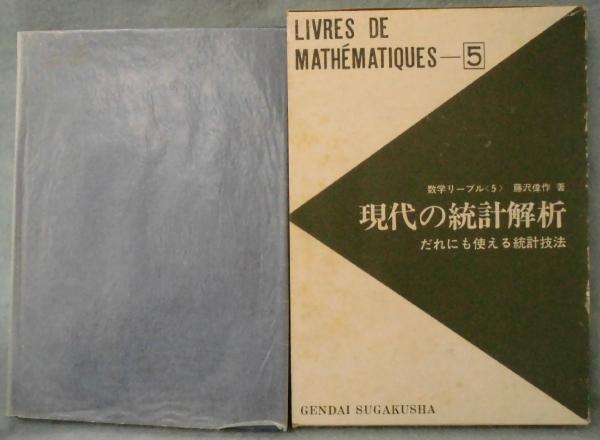 LIVRES DE
MATHÉMATIQUES—5
数学リーブル〈5〉 藤沢偉作 著
現代の統計解析
だれにも使える統計技法
GENDAI SUGAKUSHA